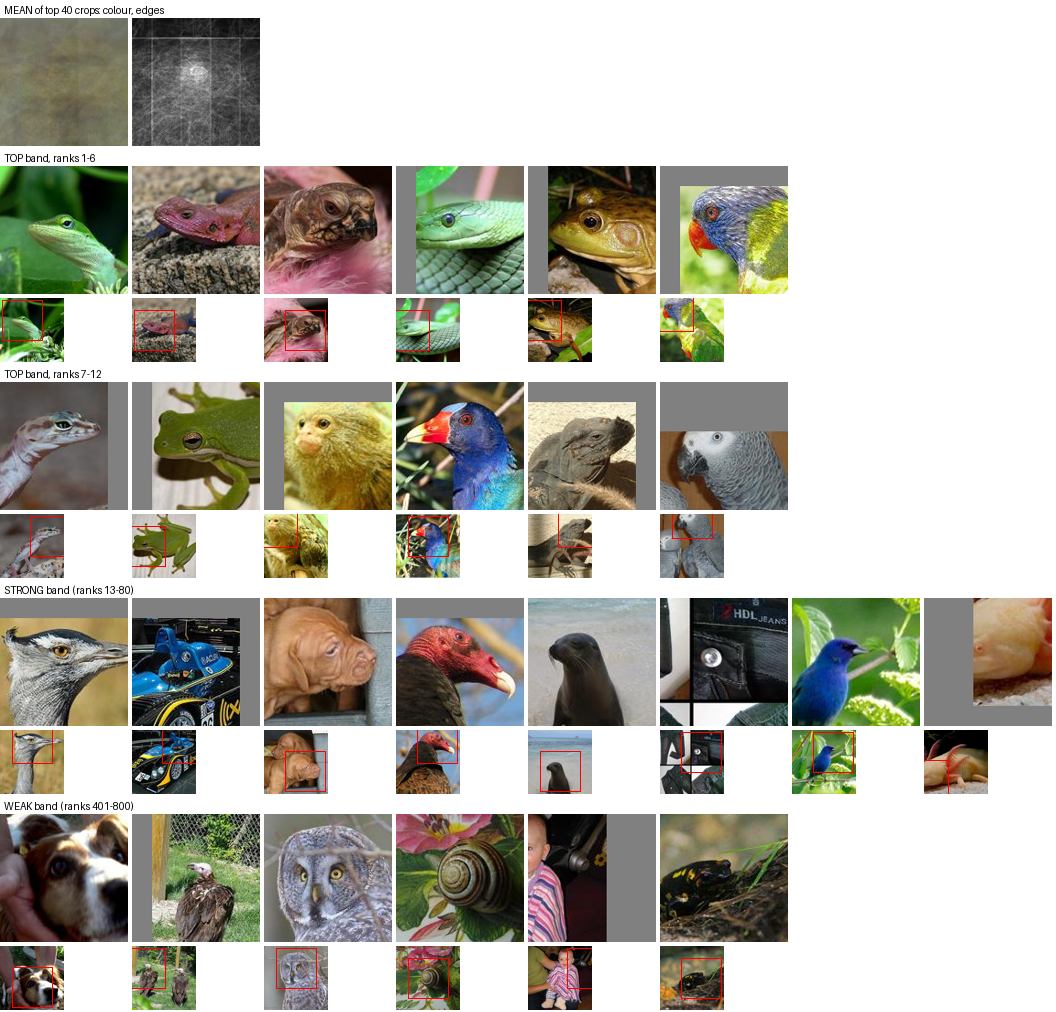 MEAN of top 40 crops: colour, edges
TOP band, ranks 1-6
TOP band, ranks 7-12
STRONG band (ranks 13-80)
HDL JEANS
WEAK band (ranks 401-800)